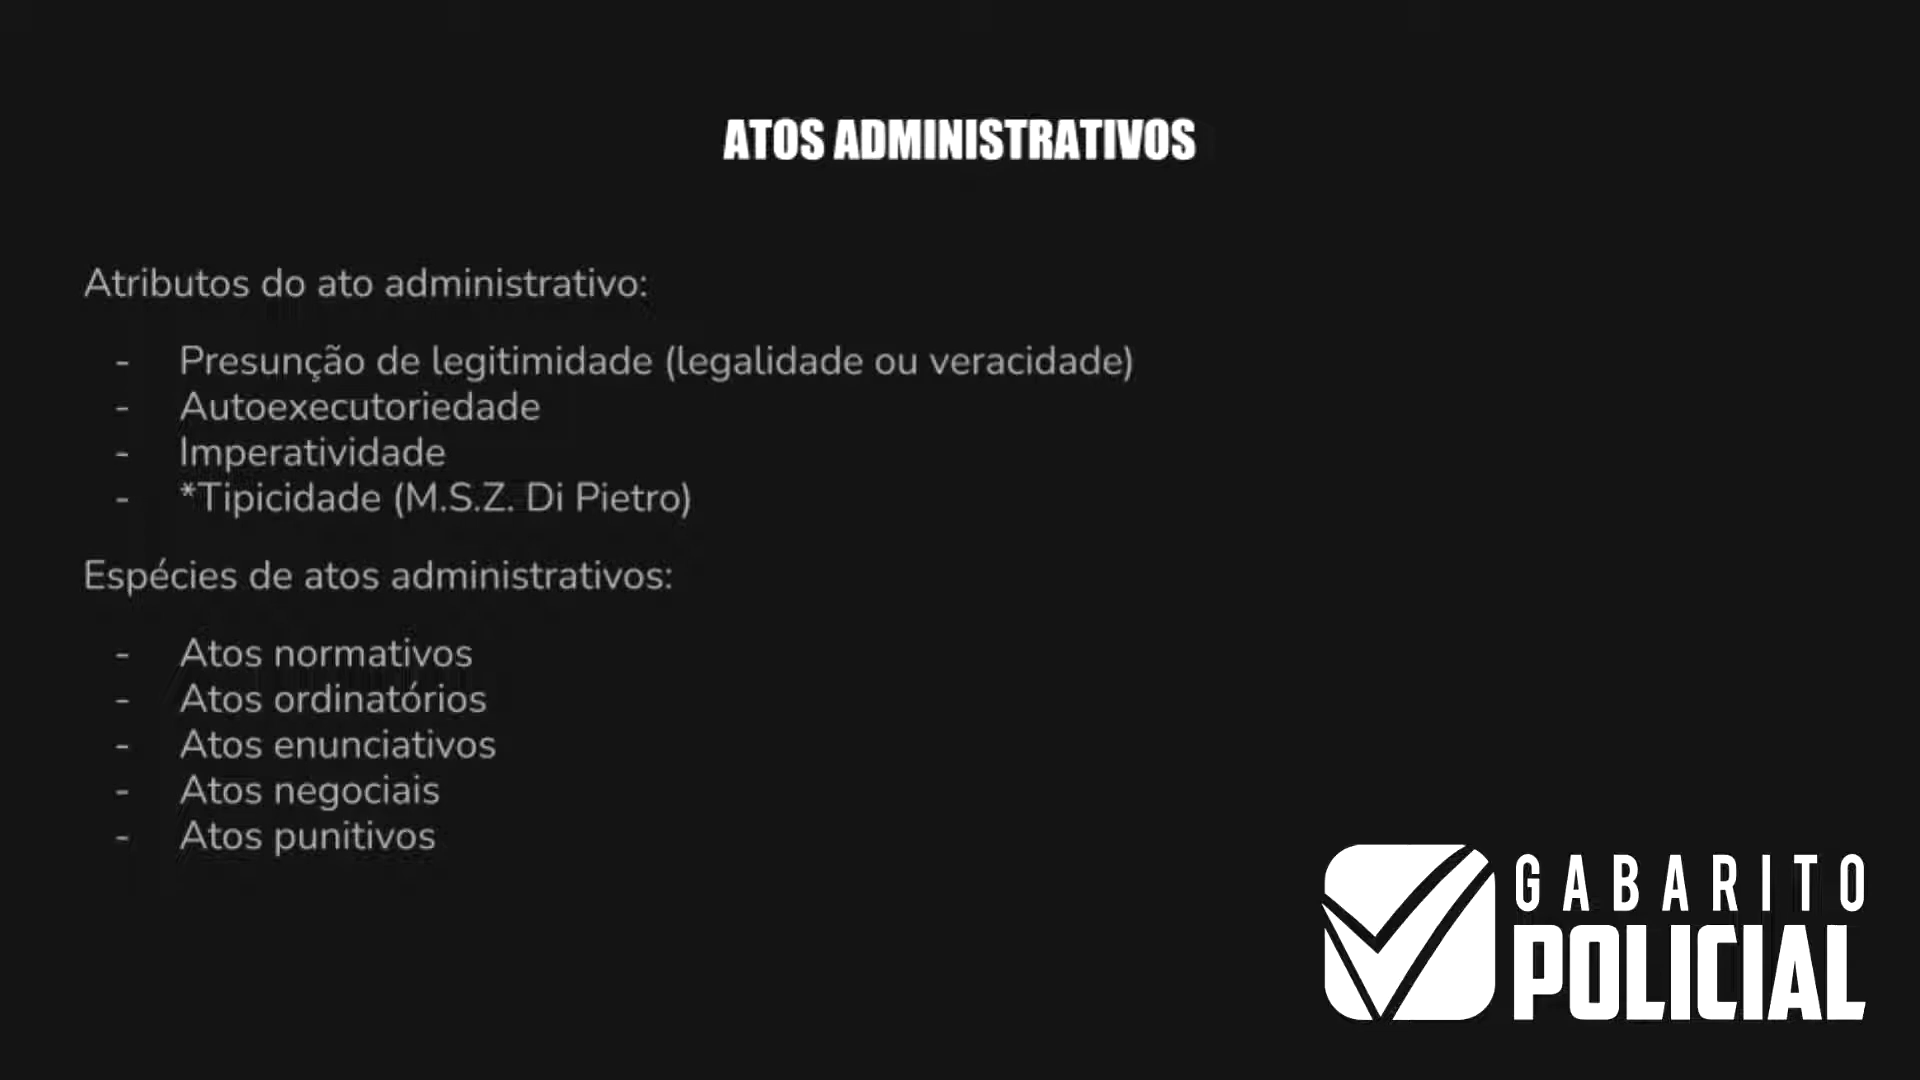 ATOS ADMINISTRATIVOS
Atributos do ato administrativo:
- Presunção de legitimidade (legalidade ou veracidade)
- Autoexecutoriedade
- Imperatividade
- *Tipicidade (M.S.Z. Di Pietro)
Espécies de atos administrativos:
- Atos normativos
- Atos ordinatórios
- Atos enunciativos
- Atos negociais
- Atos punitivos
GABARITO
POLICIAL